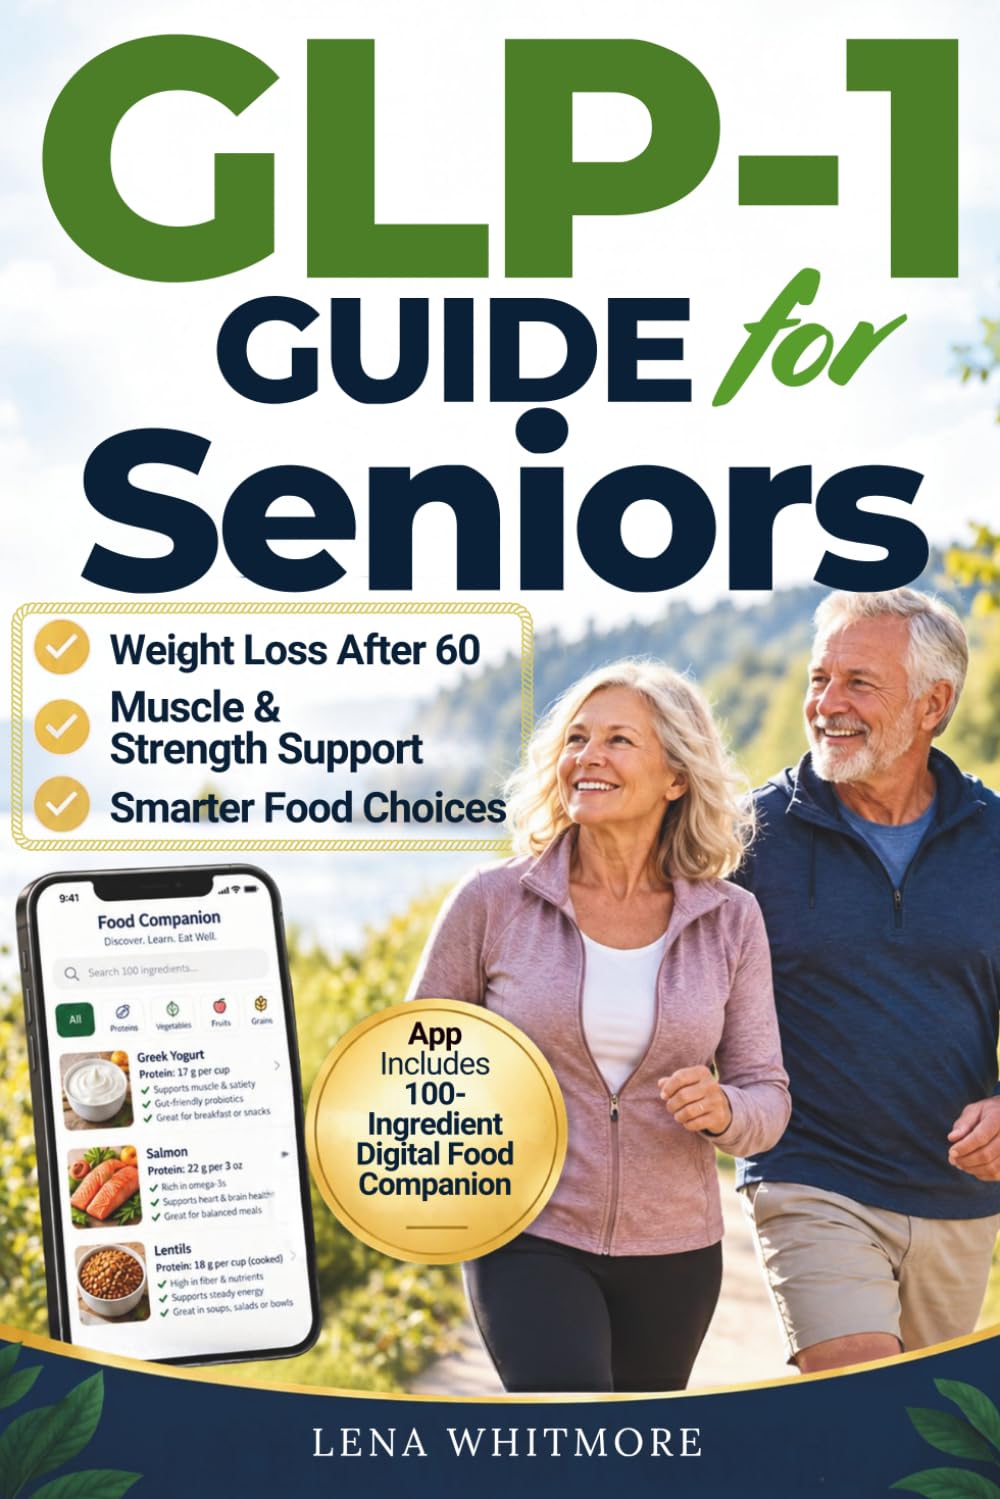 GLP-1
GUIDE for
Seniors
Weight Loss After 60
Muscle &
Strength Support
Smarter Food Choices
9:41
Food Companion
Discover. Learn. Eat Well.
Search 100 ingredients...
All
Proteins
Vegetables
Fruits
Grains
Greek Yogurt
Protein: 17 g per cup
Supports muscle & satiety
Gut-friendly probiotics
Great for breakfast or snacks
Salmon
Protein: 22 g per 3 oz
Rich in omega-3s
Supports heart & brain health
Great for balanced meals
Lentils
Protein: 18 g per cup (cooked)
High in fiber & nutrients
Supports steady energy
Great in soups, salads or bowls
App
Includes
100-
Ingredient
Digital Food
Companion
LENA WHITMORE